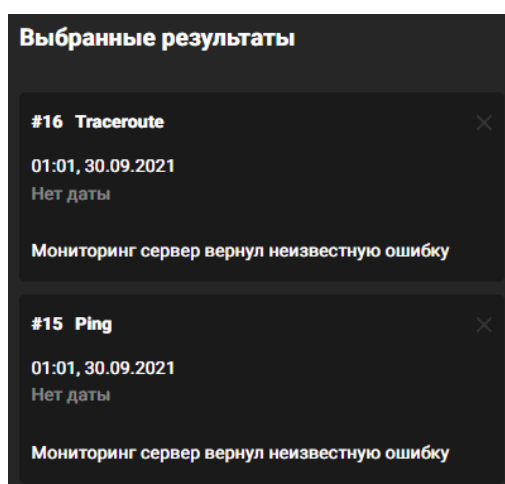 Выбранные результаты
#16 Traceroute
01:01, 30.09.2021
Нет даты
Мониторинг сервер вернул неизвестную ошибку
#15 Ping
01:01, 30.09.2021
Нет даты
Мониторинг сервер вернул неизвестную ошибку